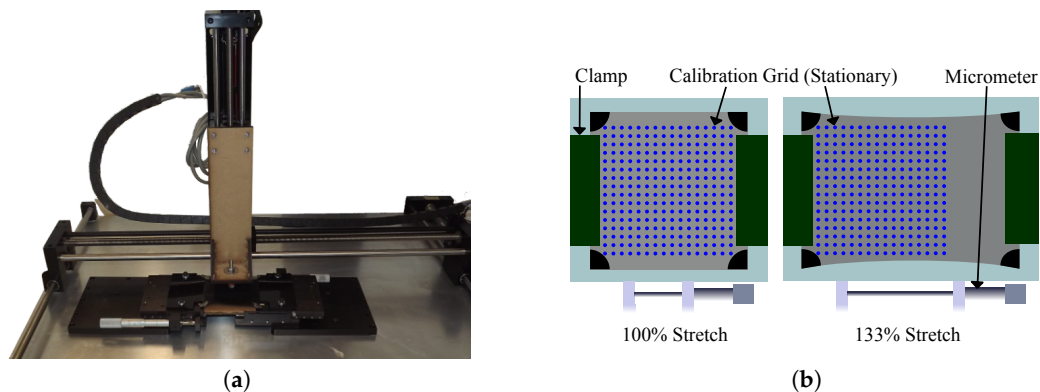 Clamp Calibration Grid (Stationary) Micrometer
100% Stretch 133% Stretch
(a) (b)